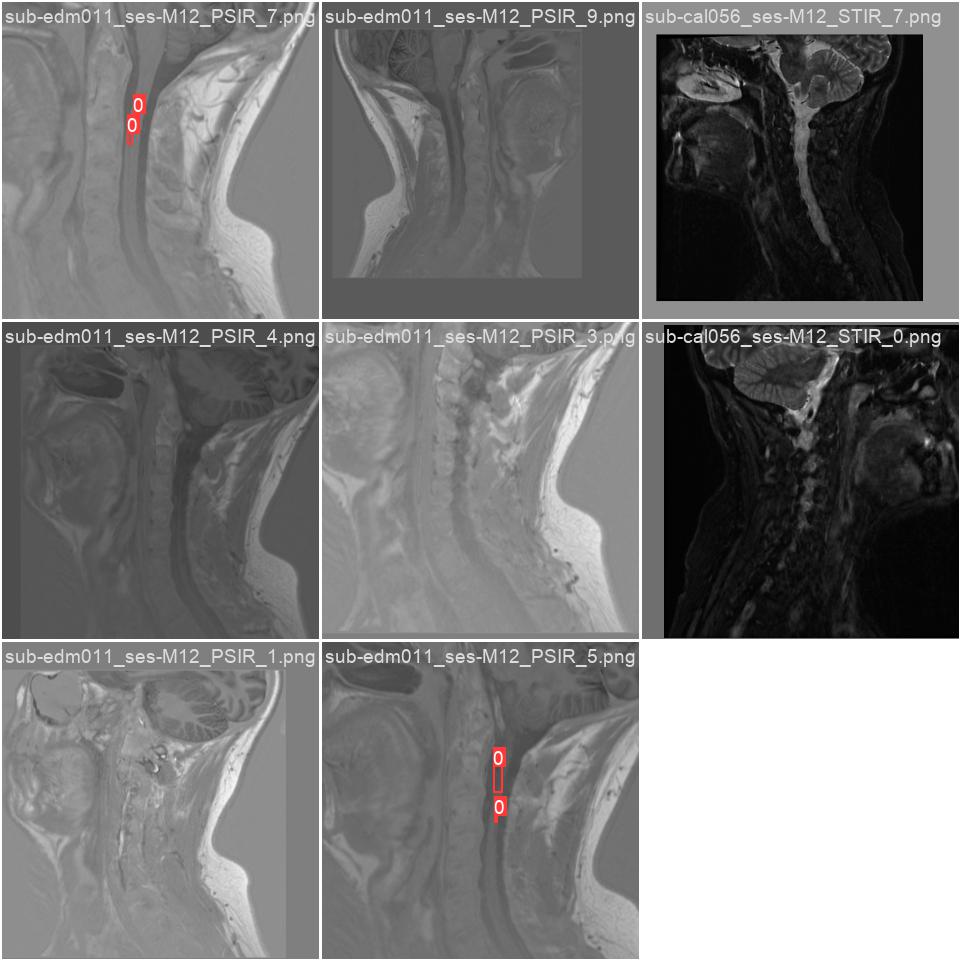 sub-edm011_ses-M12_PSIR_7.png
sub-edm011_ses-M12_PSIR_9.png
sub-cal056_ses-M12_STIR_7.png
0
0
sub-edm011_ses-M12_PSIR_4.png
sub-edm011_ses-M12_PSIR_3.png
sub-cal056_ses-M12_STIR_0.png
sub-edm011_ses-M12_PSIR_1.png
sub-edm011_ses-M12_PSIR_5.png
0
0